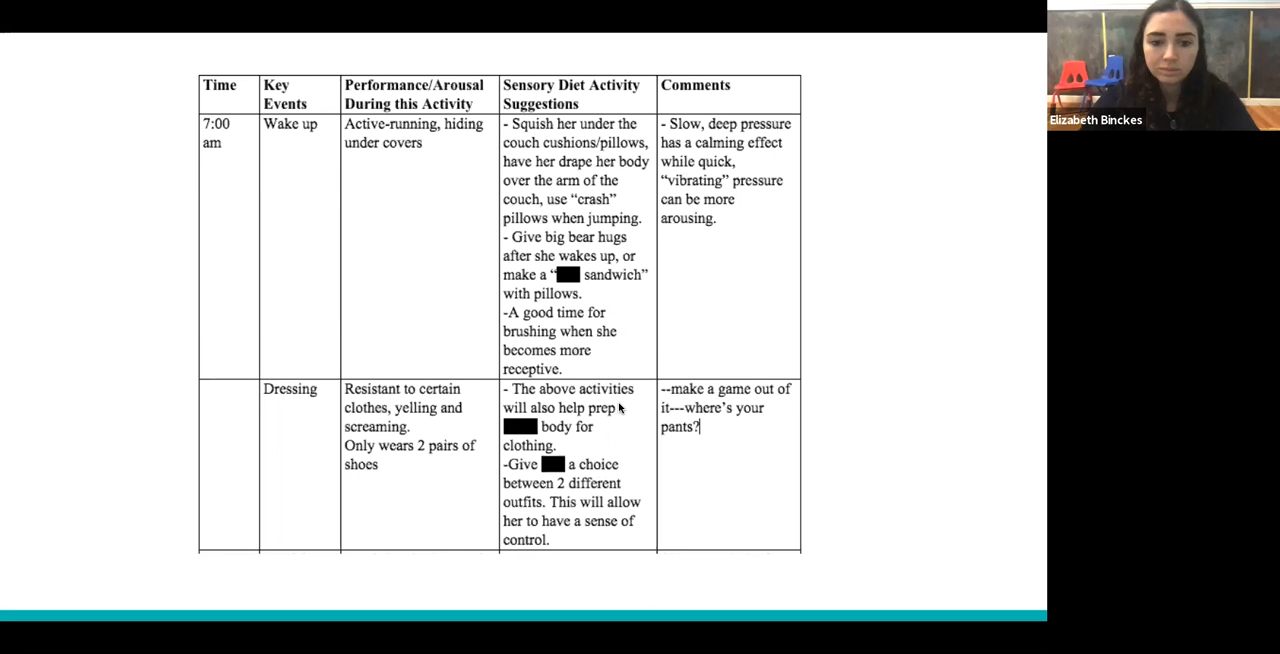 Time
Key
Events
Performance/Arousal
During this Activity
Sensory Diet Activity
Suggestions
Comments
7:00
am
Wake up
Active-running, hiding
under covers
- Squish her under the
couch cushions/pillows,
have her drape her body
over the arm of the
couch, use “crash”
pillows when jumping.
- Give big bear hugs
after she wakes up, or
make a “ sandwich”
with pillows.
-A good time for
brushing when she
becomes more
receptive.
- Slow, deep pressure
has a calming effect
while quick,
“vibrating” pressure
can be more
arousing.
Dressing
Resistant to certain
clothes, yelling and
screaming.
Only wears 2 pairs of
shoes
- The above activities
will also help prep
body for
clothing.
-Give a choice
between 2 different
outfits. This will allow
her to have a sense of
control.
--make a game out of
it---where’s your
pants?
Elizabeth Binckes